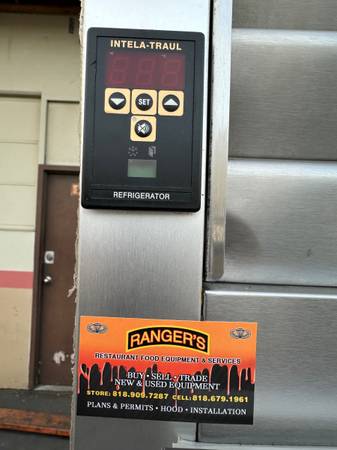 INTELA-TRAUL
SET
REFRIGERATOR
RANGER'S
RESTAURANT FOOD EQUIPMENT & SERVICES
BUY • SELL • TRADE
NEW & USED EQUIPMENT
STORE: 818.909.7287 CELL: 818.679.1961
PLANS & PERMITS • HOOD • INSTALLATION